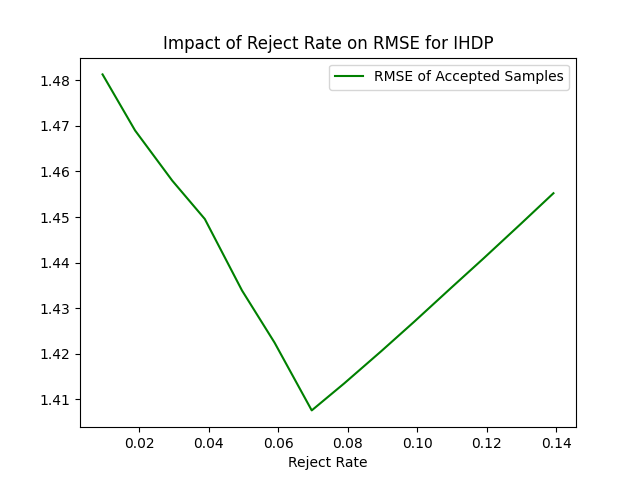 Impact of Reject Rate on RMSE for IHDP
RMSE of Accepted Samples
1.48
1.47
1.46
1.45
1.44
1.43
1.42
1.41
0.02 0.04 0.06 0.08 0.10 0.12 0.14
Reject Rate